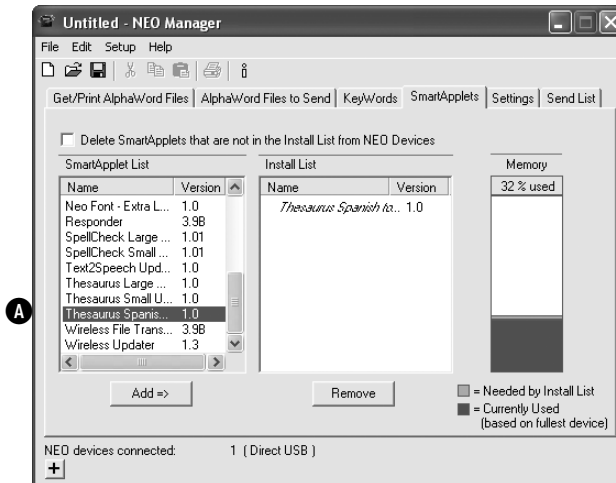 Untitled - NEO Manager
File Edit Setup Help
Get/Print AlphaWord Files AlphaWord Files to Send KeyWords SmartApplets Settings Send List
Delete SmartApplets that are not in the Install List from NEO Devices
SmartApplet List
Name Version
Neo Font - Extra L... 1.0
Responder 3.9B
SpellCheck Large ... 1.01
SpellCheck Small ... 1.01
Text2Speech Upd... 1.0
Thesaurus Large ... 1.0
Thesaurus Small U... 1.0
A
Thesaurus Spanis... 1.0
Wireless File Trans... 3.9B
Wireless Updater 1.3
Add =>
Install List
Name Version
Thesaurus Spanish to... 1.0
Remove
Memory
32 % used
= Needed by Install List
= Currently Used
(based on fullest device)
NEO devices connected: 1 ( Direct USB )